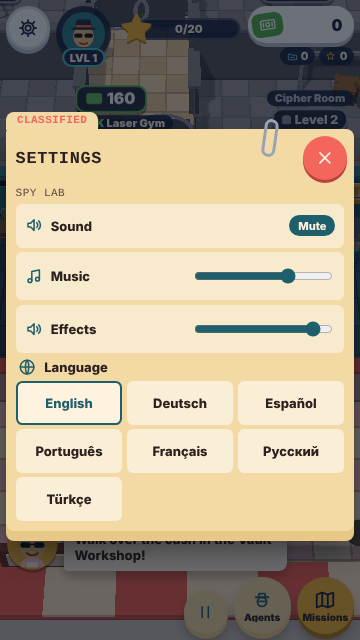 0/20
0
LVL 1
0
0
160
Cipher Room
Laser Gym
Level 2
CLASSIFIED
SETTINGS
SPY LAB
Sound
Mute
Music
Effects
Language
English
Deutsch
Español
Português
Français
Русский
Türkçe
Walk over the cash in the Vault
Workshop!
Agents
Missions